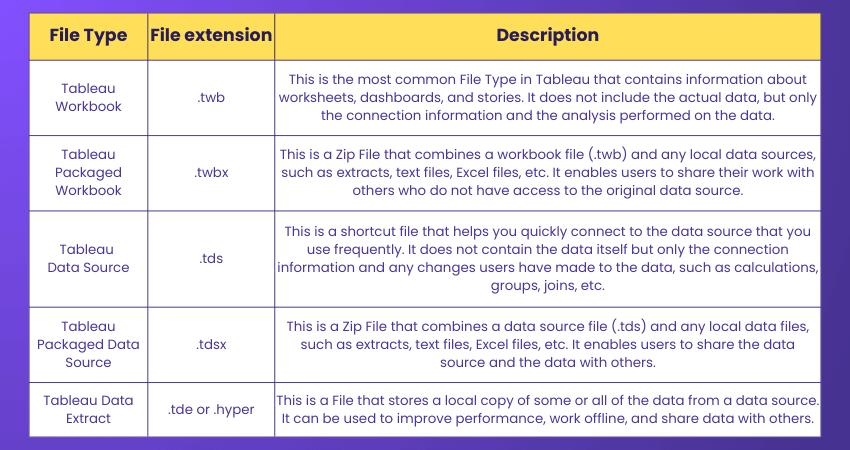 File Type File extension Description
Tableau
Workbook
.twb
This is the most common File Type in Tableau that contains information about
worksheets, dashboards, and stories. It does not include the actual data, but only
the connection information and the analysis performed on the data.
Tableau
Packaged
Workbook
.twbx
This is a Zip File that combines a workbook file (.twb) and any local data sources,
such as extracts, text files, Excel files, etc. It enables users to share their work with
others who do not have access to the original data source.
Tableau
Data Source
.tds
This is a shortcut file that helps you quickly connect to the data source that you
use frequently. It does not contain the data itself but only the connection
information and any changes users have made to the data, such as calculations,
groups, joins, etc.
Tableau
Packaged Data
Source
.tdsx
This is a Zip File that combines a data source file (.tds) and any local data files,
such as extracts, text files, Excel files, etc. It enables users to share the data
source and the data with others.
Tableau Data
Extract
.tde or .hyper
This is a File that stores a local copy of some or all of the data from a data source.
It can be used to improve performance, work offline, and share data with others.